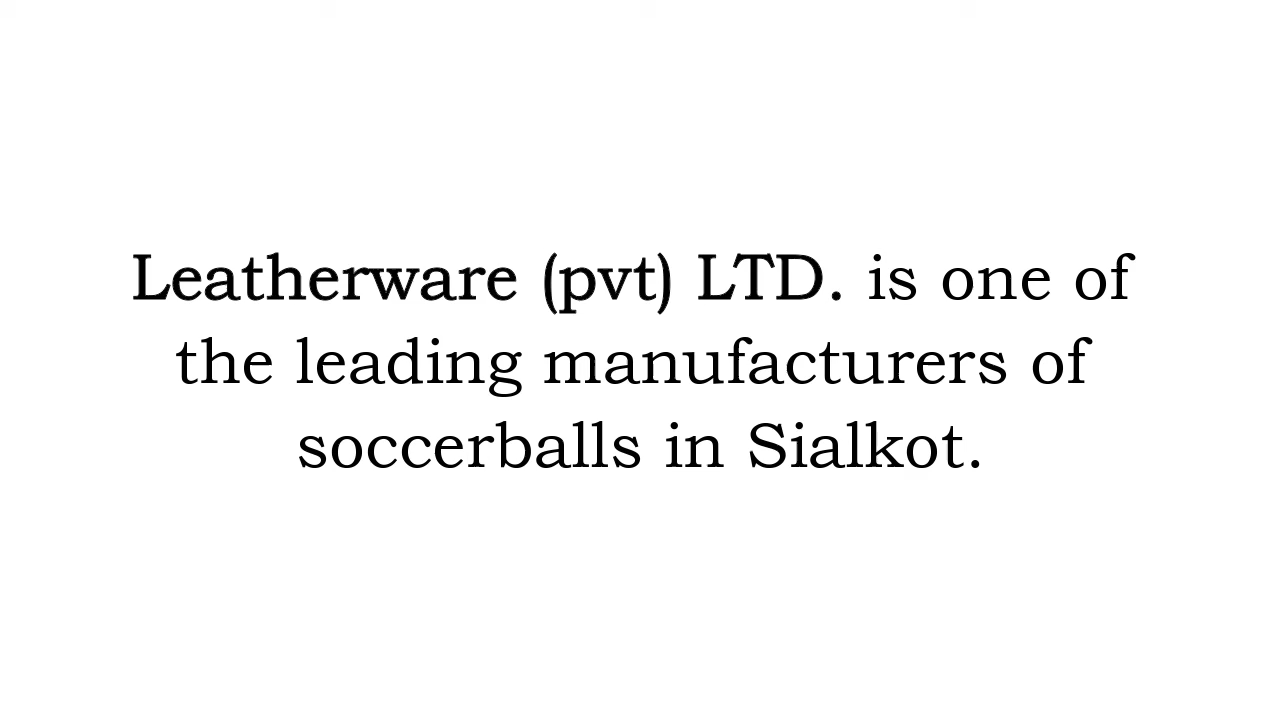 Leatherware (pvt) LTD. is one of
the leading manufacturers of
soccerballs in Sialkot.